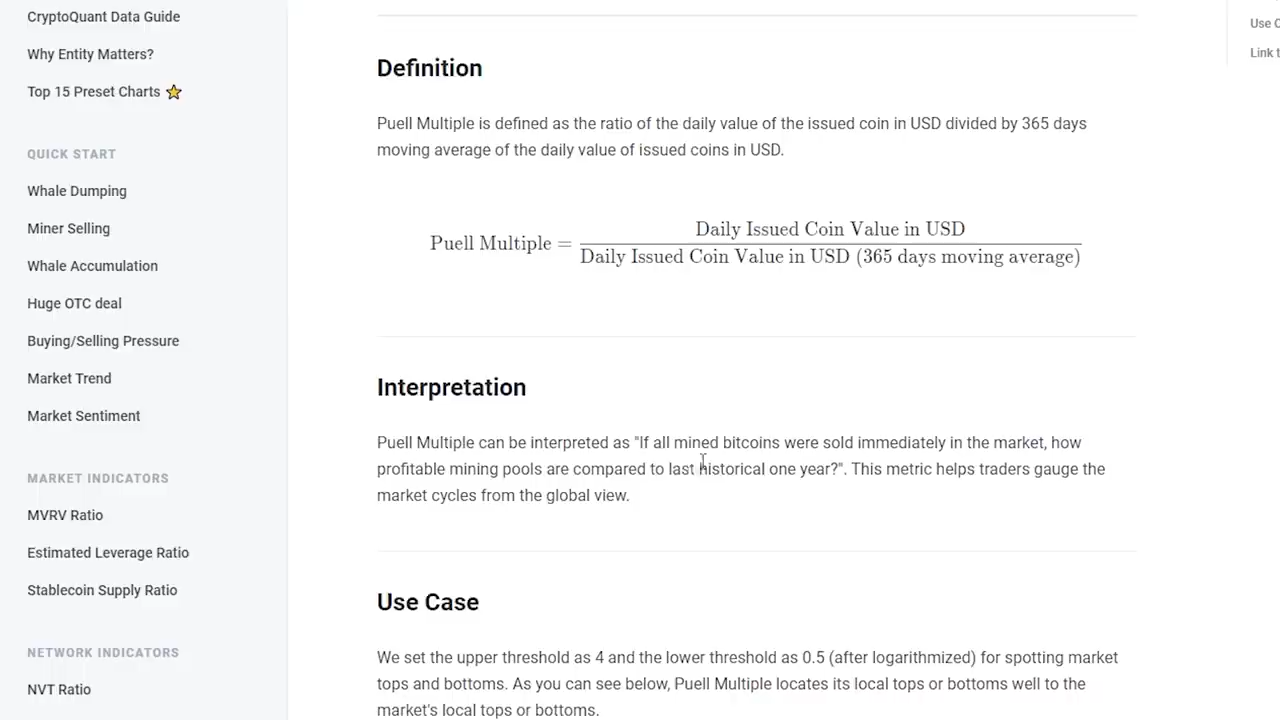 CryptoQuant Data Guide
Why Entity Matters?
Top 15 Preset Charts ⭐
QUICK START
Whale Dumping
Miner Selling
Whale Accumulation
Huge OTC deal
Buying/Selling Pressure
Market Trend
Market Sentiment
MARKET INDICATORS
MVRV Ratio
Estimated Leverage Ratio
Stablecoin Supply Ratio
NETWORK INDICATORS
NVT Ratio
Definition
Puell Multiple is defined as the ratio of the daily value of the issued coin in USD divided by 365 days
moving average of the daily value of issued coins in USD.
Puell Multiple = Daily Issued Coin Value in USD
Daily Issued Coin Value in USD (365 days moving average)
Interpretation
Puell Multiple can be interpreted as "If all mined bitcoins were sold immediately in the market, how
profitable mining pools are compared to last historical one year?". This metric helps traders gauge the
market cycles from the global view.
Use Case
We set the upper threshold as 4 and the lower threshold as 0.5 (after logarithmized) for spotting market
tops and bottoms. As you can see below, Puell Multiple locates its local tops or bottoms well to the
market's local tops or bottoms.
Use C
Link t